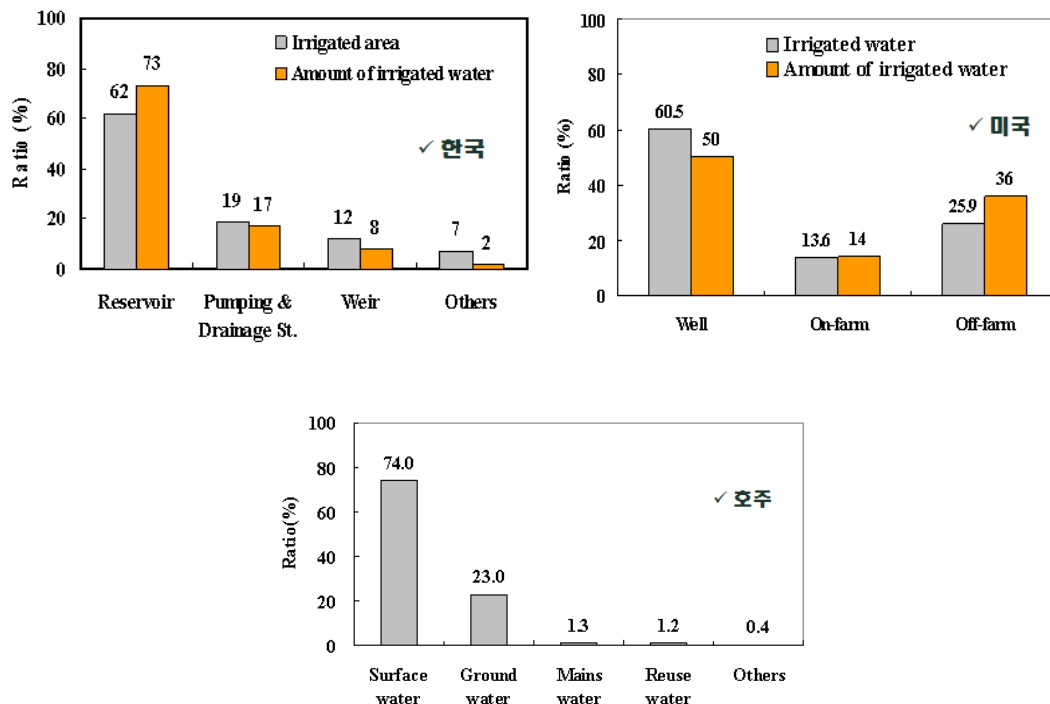 100
80
60
40
20
0
Ratio (%)
Irrigated area
Amount of irrigated water
✓ 한국
62
73
19
17
12
8
7
2
Reservoir
Pumping &
Drainage St.
Weir
Others
100
80
60
40
20
0
Ratio (%)
Irrigated water
Amount of irrigated water
✓ 미국
60.5
50
13.6
14
25.9
36
Well
On-farm
Off-farm
100
80
60
40
20
0
Ratio(%)
✓ 호주
74.0
23.0
1.3
1.2
0.4
Surface
water
Ground
water
Mains
water
Reuse
water
Others